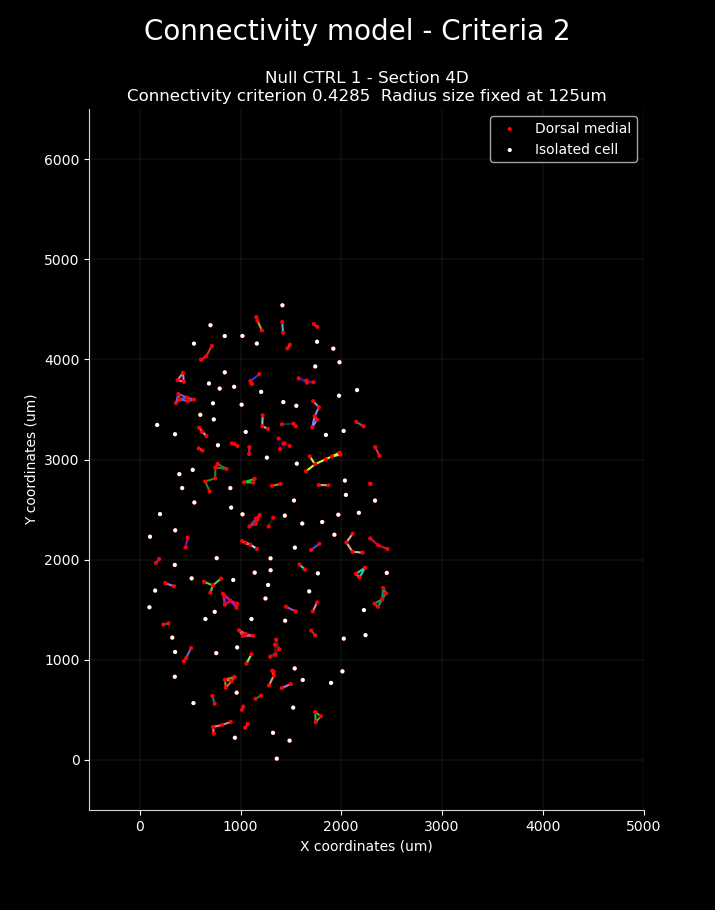 Connectivity model - Criteria 2
Null CTRL 1 - Section 4D
Connectivity criterion 0.4285  Radius size fixed at 125um
Dorsal medial
Isolated cell
6000
5000
4000
3000
2000
1000
0
Y coordinates (um)
0 1000 2000 3000 4000 5000
X coordinates (um)